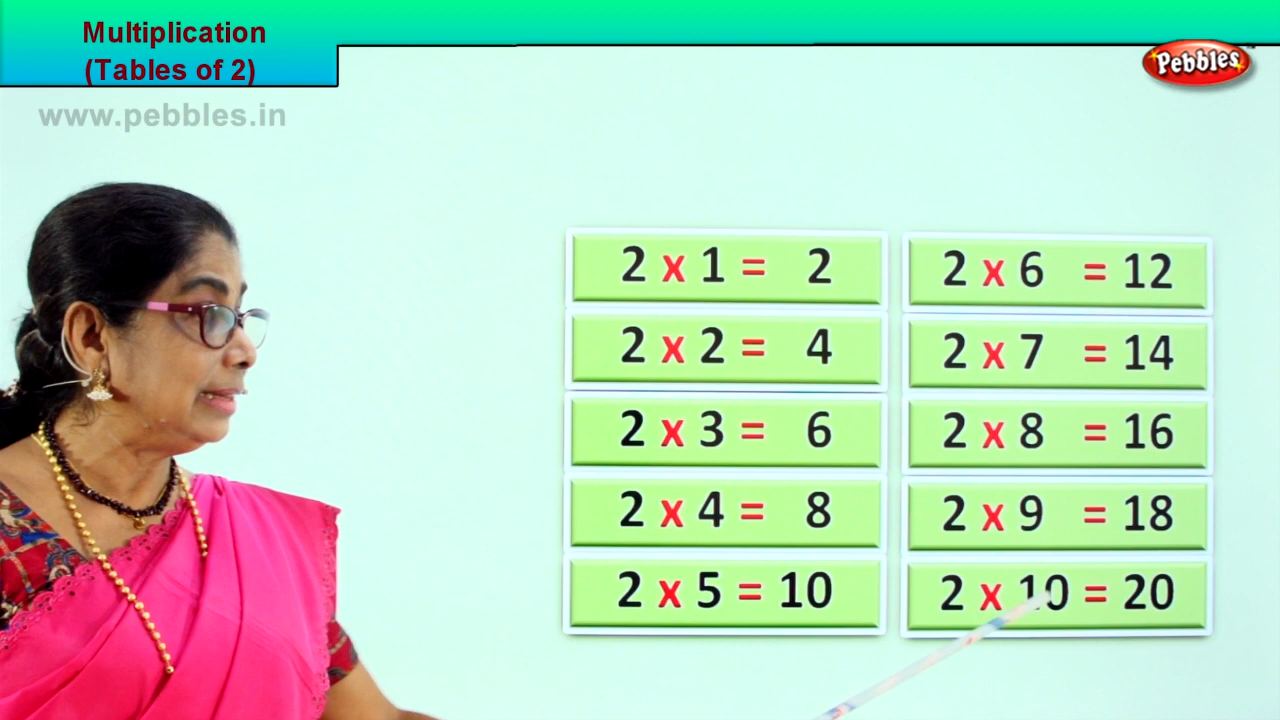 Multiplication
(Tables of 2)
www.pebbles.in
Pebbles
2 x 1 = 2
2 x 2 = 4
2 x 3 = 6
2 x 4 = 8
2 x 5 = 10
2 x 6 = 12
2 x 7 = 14
2 x 8 = 16
2 x 9 = 18
2 x 10 = 20